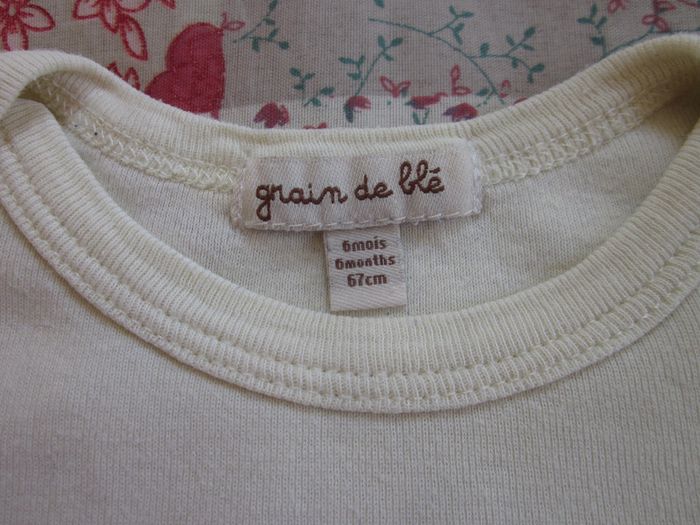 grain de blé
6mois
6months
67cm